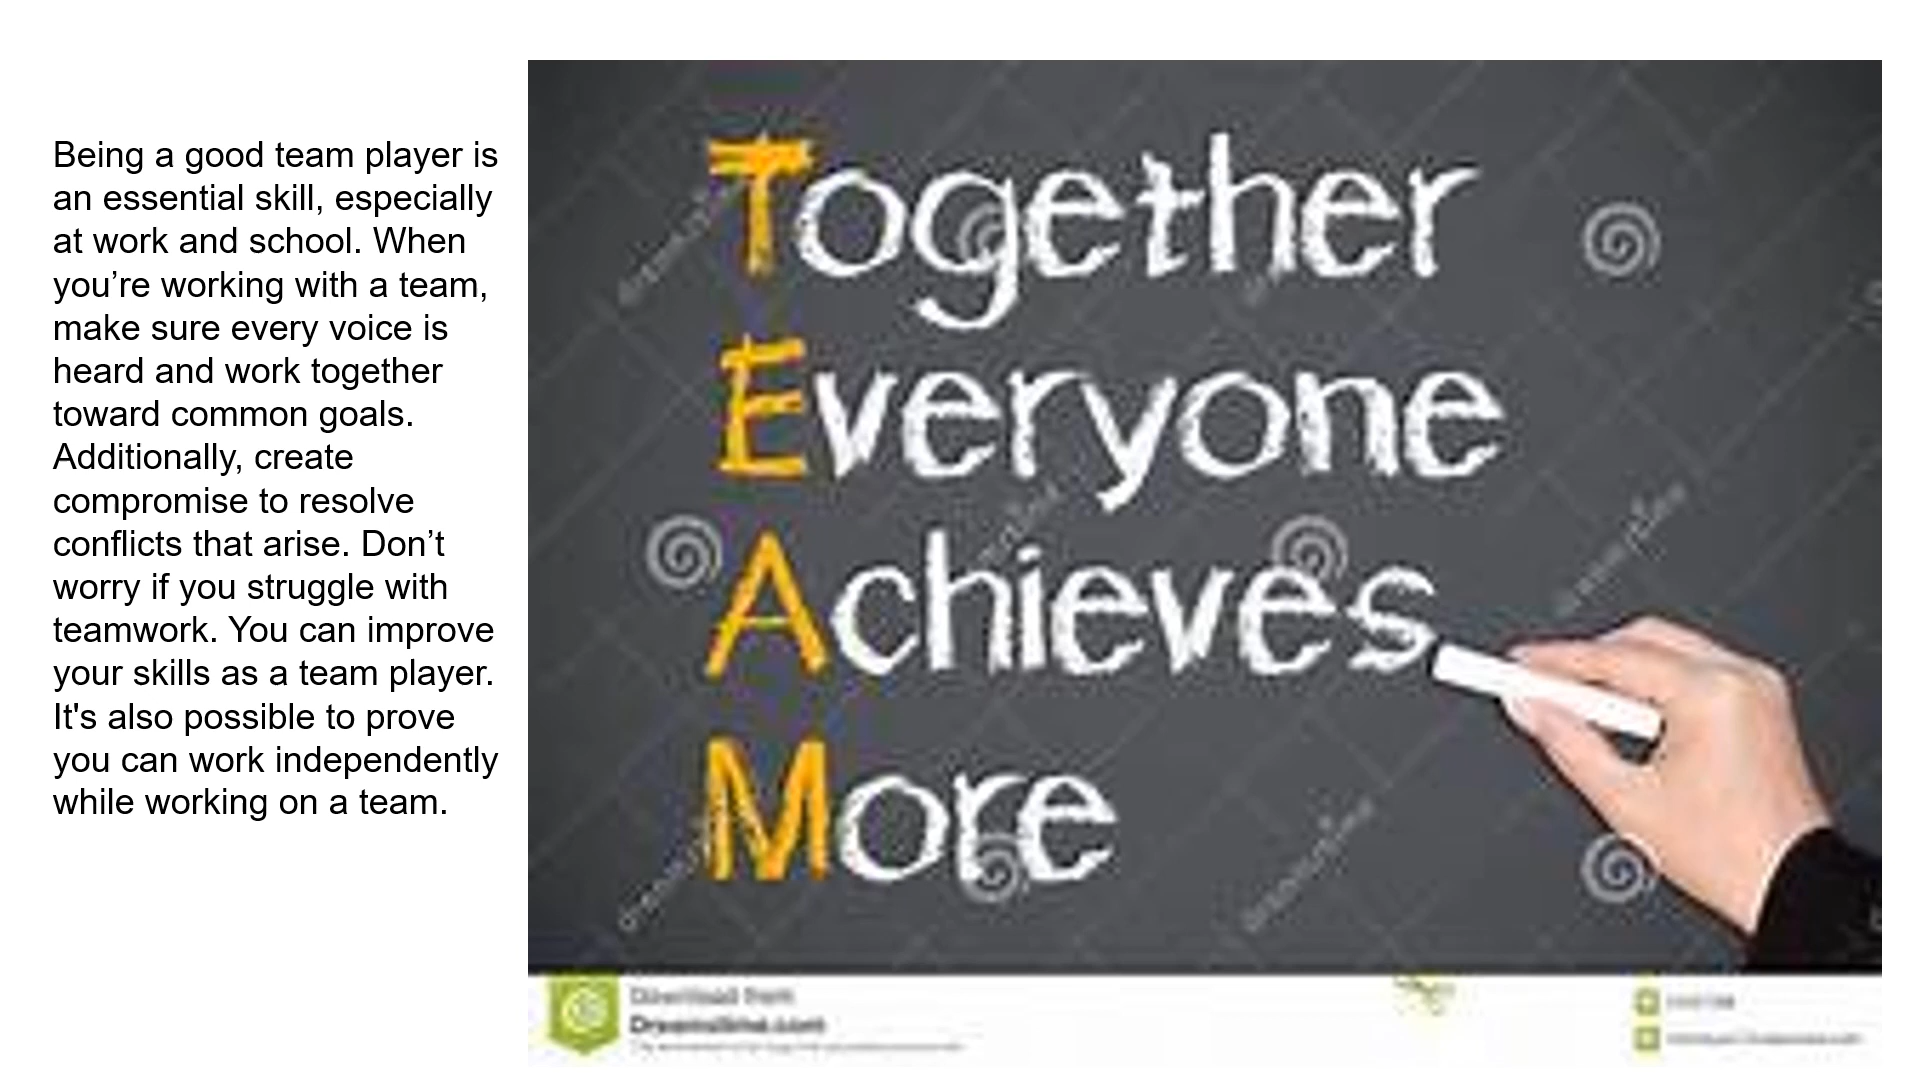 Being a good team player is
an essential skill, especially
at work and school. When
you’re working with a team,
make sure every voice is
heard and work together
toward common goals.
Additionally, create
compromise to resolve
conflicts that arise. Don’t
worry if you struggle with
teamwork. You can improve
your skills as a team player.
It's also possible to prove
you can work independently
while working on a team.
Together
Everyone
Achieves
More
Download from
Dreamstime.com